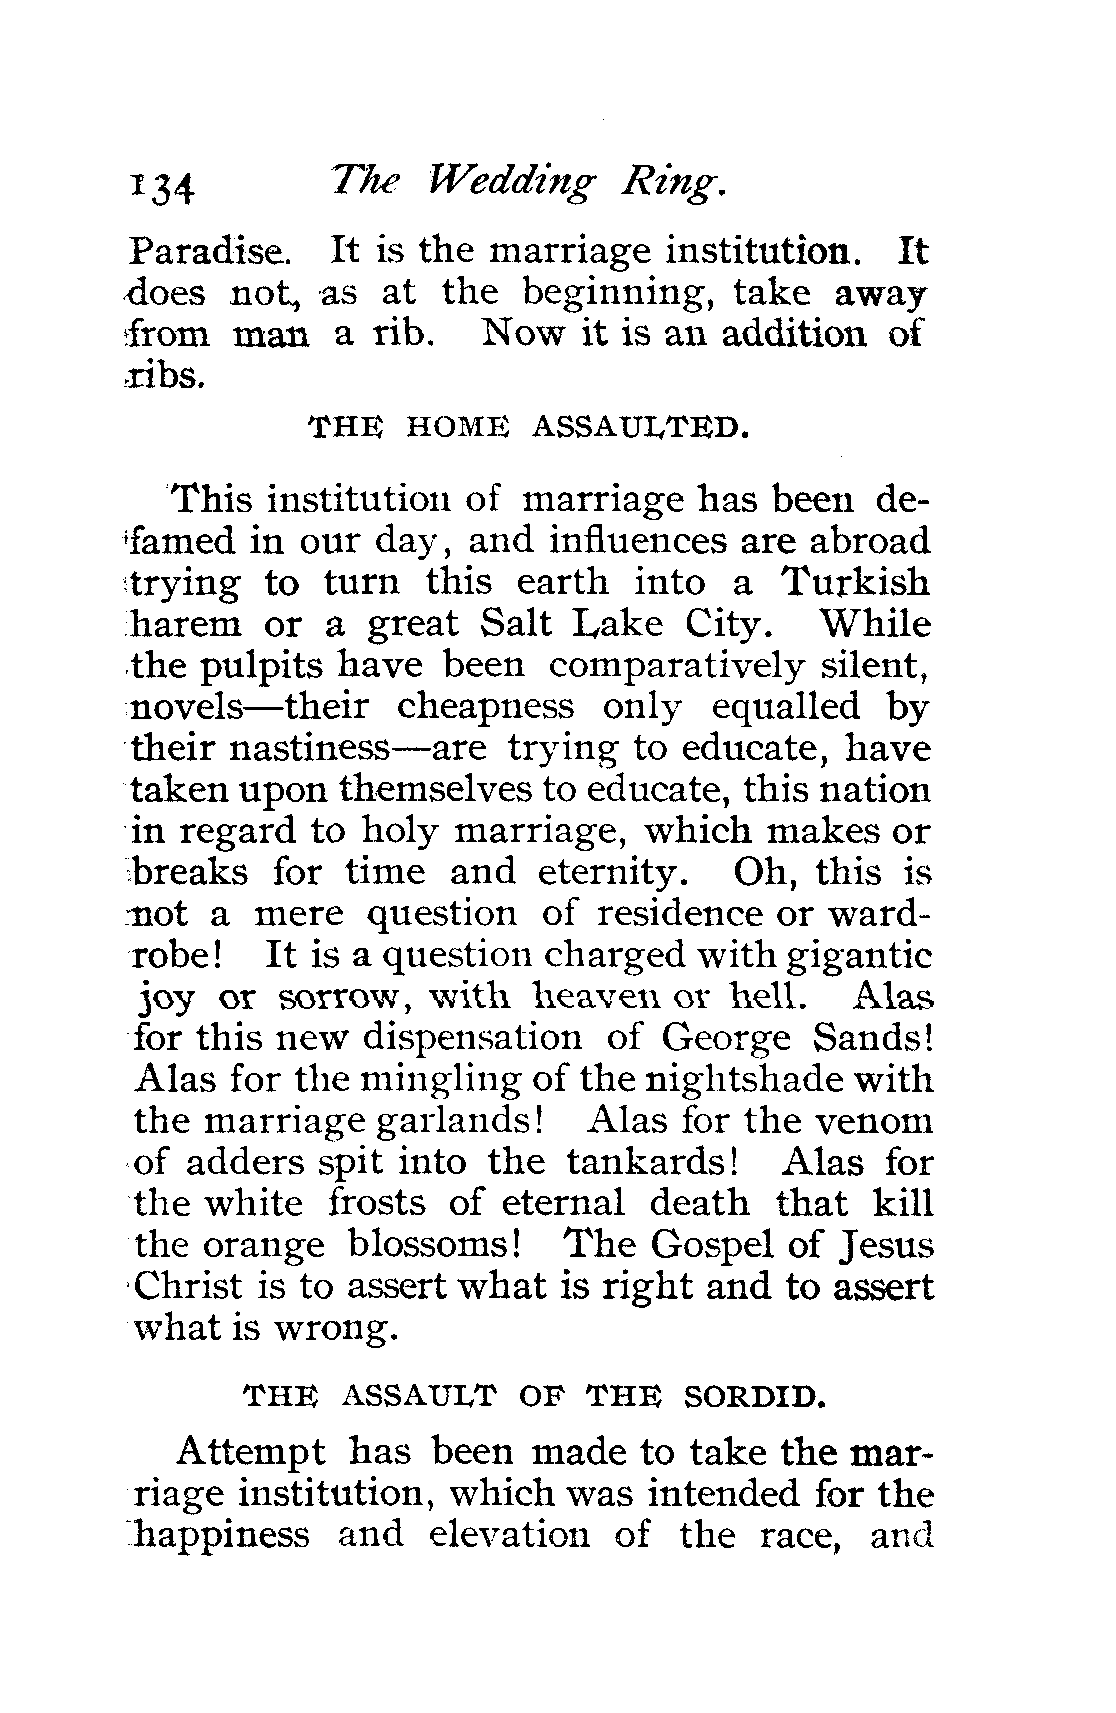 134 The Wedding Ring.
Paradise. It is the marriage institution. It
does not, as at the beginning, take away
from man a rib. Now it is an addition of
ribs.
THE HOME ASSAULTED.
This institution of marriage has been de-
famed in our day, and influences are abroad
trying to turn this earth into a Turkish
harem or a great Salt Lake City. While
the pulpits have been comparatively silent,
novels—their cheapness only equalled by
their nastiness—are trying to educate, have
taken upon themselves to educate, this nation
in regard to holy marriage, which makes or
breaks for time and eternity. Oh, this is
not a mere question of residence or ward-
robe! It is a question charged with gigantic
joy or sorrow, with heaven or hell. Alas
for this new dispensation of George Sands!
Alas for the mingling of the nightshade with
the marriage garlands! Alas for the venom
of adders spit into the tankards! Alas for
the white frosts of eternal death that kill
the orange blossoms! The Gospel of Jesus
Christ is to assert what is right and to assert
what is wrong.
THE ASSAULT OF THE SORDID.
Attempt has been made to take the mar-
riage institution, which was intended for the
happiness and elevation of the race, and